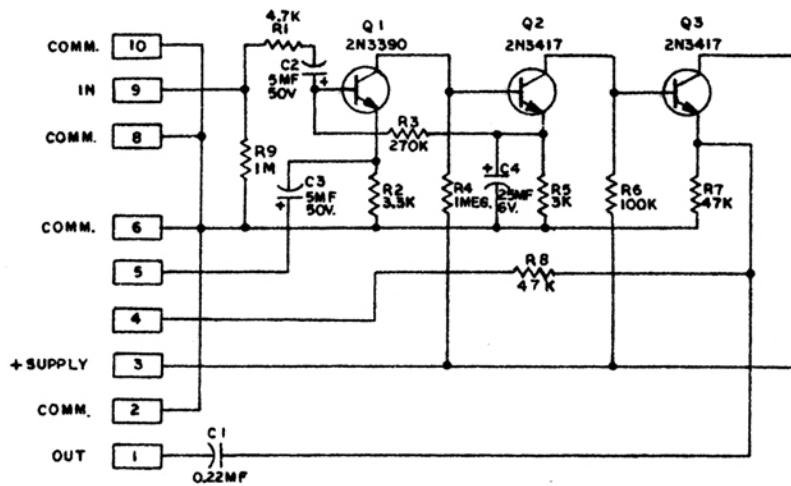 COMM. 10
IN 9
COMM. 8
COMM. 6
5
4
+SUPPLY 3
COMM. 2
OUT 1
4.7K
R1
C2
5MF
50V
R9
1M
C3
5MF
50V.
Q1
2N3390
R3
270K
R2
3.3K
R4
1MEG.
C4
25MF
6V.
Q2
2N3417
R5
3K
R6
100K
Q3
2N3417
R7
47K
R8
47K
C1
0.22MF